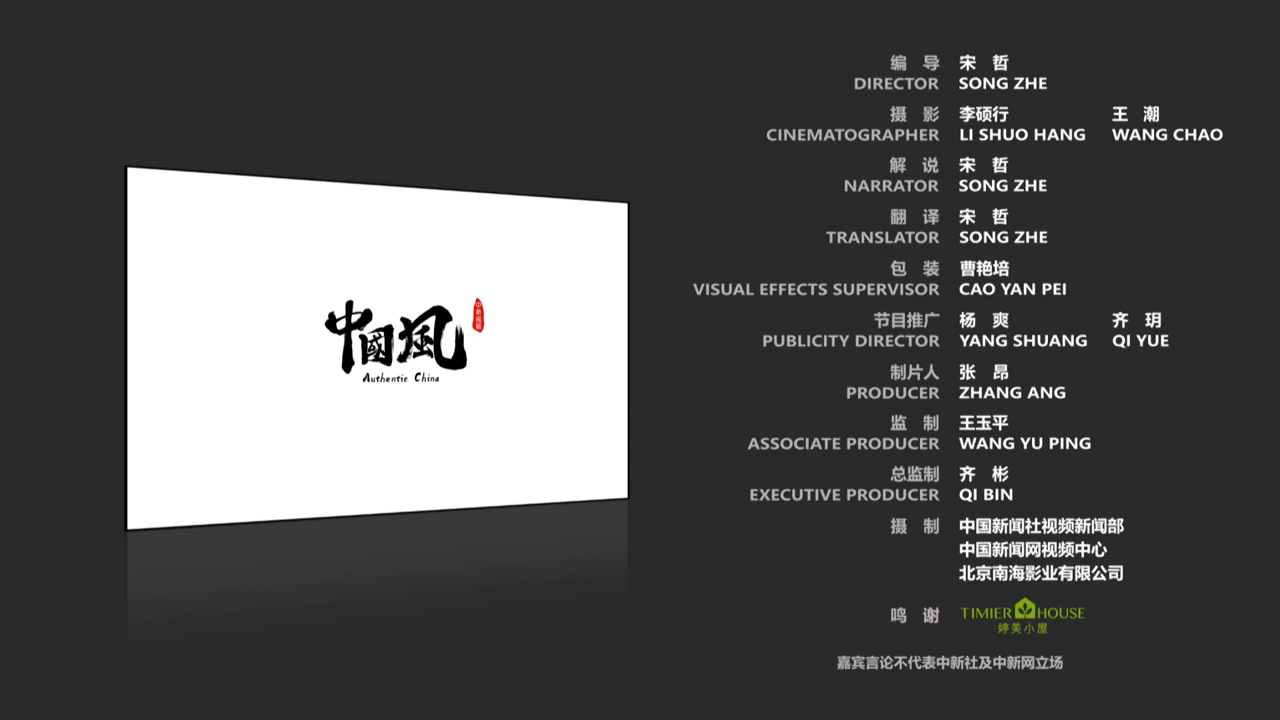 中國風
中新視頻
Authentic China
编 导 宋 哲
DIRECTOR SONG ZHE
摄 影 李硕行 王 潮
CINEMATOGRAPHER LI SHUO HANG WANG CHAO
解 说 宋 哲
NARRATOR SONG ZHE
翻 译 宋 哲
TRANSLATOR SONG ZHE
包 装 曹艳培
VISUAL EFFECTS SUPERVISOR CAO YAN PEI
节目推广 杨 爽 齐 玥
PUBLICITY DIRECTOR YANG SHUANG QI YUE
制片人 张 昂
PRODUCER ZHANG ANG
监 制 王玉平
ASSOCIATE PRODUCER WANG YU PING
总监制 齐 彬
EXECUTIVE PRODUCER QI BIN
摄 制 中国新闻社视频新闻部
中国新闻网视频中心
北京南海影业有限公司
鸣 谢 TIMIER HOUSE
婷美小屋
嘉宾言论不代表中新社及中新网立场